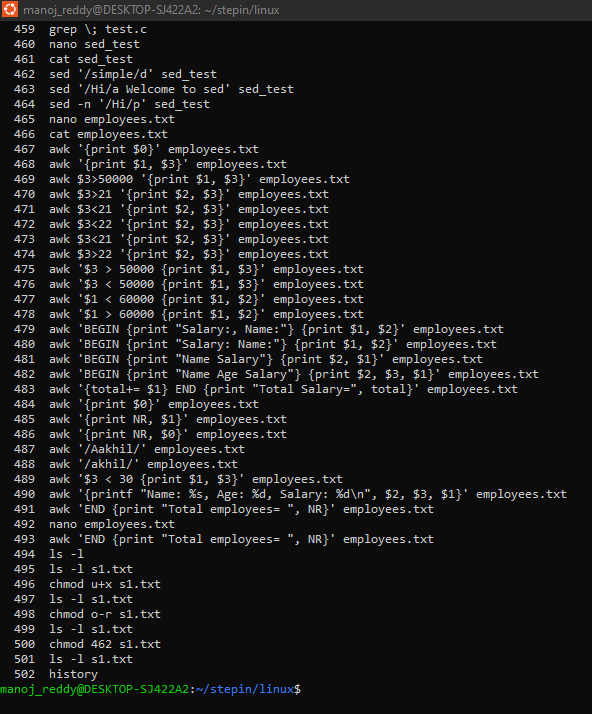 manoj_reddy@DESKTOP-SJ422A2: ~/stepin/linux
459 grep \; test.c
460 nano sed_test
461 cat sed_test
462 sed '/simple/d' sed_test
463 sed '/Hi/a Welcome to sed' sed_test
464 sed -n '/Hi/p' sed_test
465 nano employees.txt
466 cat employees.txt
467 awk '{print $0}' employees.txt
468 awk '{print $1, $3}' employees.txt
469 awk $3>50000 '{print $1, $3}' employees.txt
470 awk $3>21 '{print $2, $3}' employees.txt
471 awk $3<21 '{print $2, $3}' employees.txt
472 awk $3<22 '{print $2, $3}' employees.txt
473 awk $3<21 '{print $2, $3}' employees.txt
474 awk $3>22 '{print $2, $3}' employees.txt
475 awk '$3 > 50000 {print $1, $3}' employees.txt
476 awk '$3 < 50000 {print $1, $3}' employees.txt
477 awk '$1 < 60000 {print $1, $2}' employees.txt
478 awk '$1 > 60000 {print $1, $2}' employees.txt
479 awk 'BEGIN {print "Salary:, Name:"} {print $1, $2}' employees.txt
480 awk 'BEGIN {print "Salary: Name:"} {print $1, $2}' employees.txt
481 awk 'BEGIN {print "Name Salary"} {print $2, $1}' employees.txt
482 awk 'BEGIN {print "Name Age Salary"} {print $2, $3, $1}' employees.txt
483 awk '{total+= $1} END {print "Total Salary=", total}' employees.txt
484 awk '{print $0}' employees.txt
485 awk '{print NR, $1}' employees.txt
486 awk '{print NR, $0}' employees.txt
487 awk '/Aakhil/' employees.txt
488 awk '/akhil/' employees.txt
489 awk '$3 < 30 {print $1, $3}' employees.txt
490 awk '{printf "Name: %s, Age: %d, Salary: %d\n", $2, $3, $1}' employees.txt
491 awk 'END {print "Total employees= ", NR}' employees.txt
492 nano employees.txt
493 awk 'END {print "Total employees= ", NR}' employees.txt
494 ls -l
495 ls -l s1.txt
496 chmod u+x s1.txt
497 ls -l s1.txt
498 chmod o-r s1.txt
499 ls -l s1.txt
500 chmod 462 s1.txt
501 ls -l s1.txt
502 history
manoj_reddy@DESKTOP-SJ422A2:~/stepin/linux$